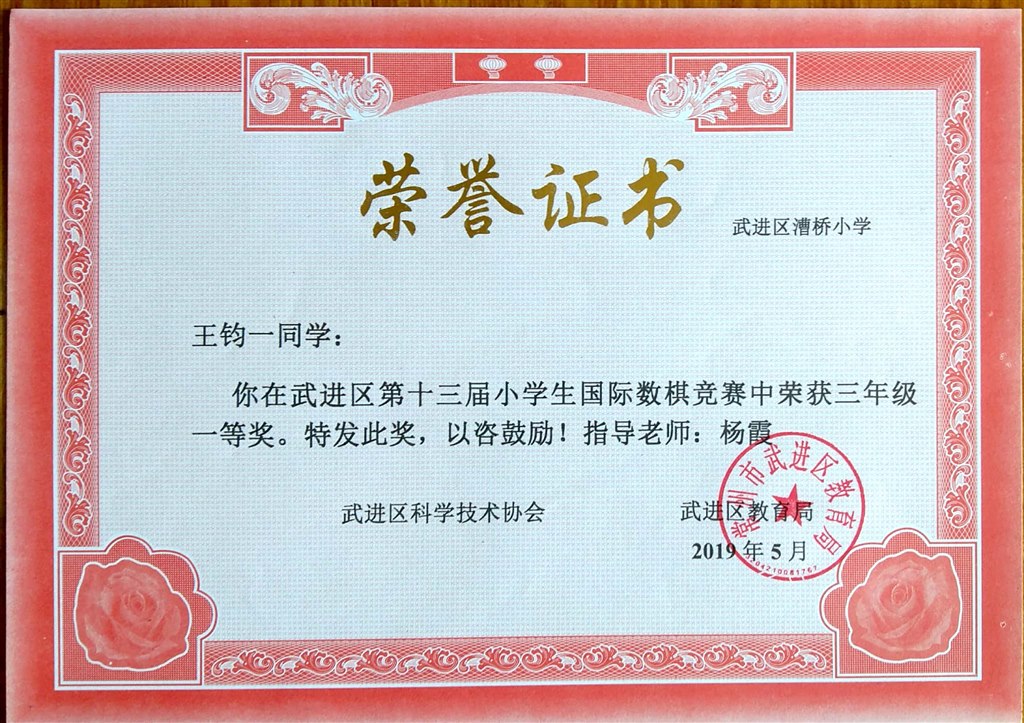 荣誉证书
武进区漕桥小学
王钧一同学：
你在武进区第十三届小学生国际数棋竞赛中荣获三年级
一等奖。特发此奖，以咨鼓励！指导老师：杨霞
武进区科学技术协会
武进区教育局
2019 年 5 月
常州市武进区教育局